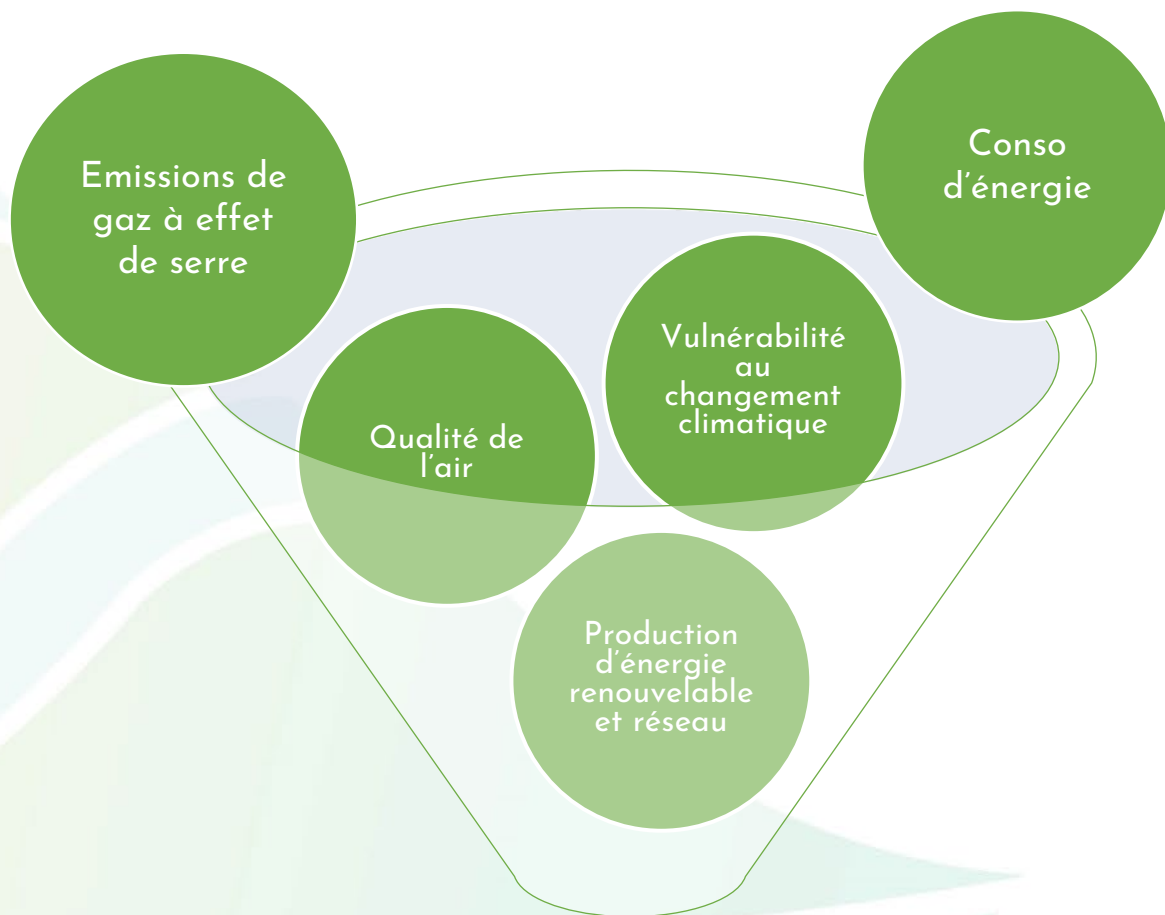 Emissions de
gaz à effet
de serre
Conso
d'énergie
Vulnérabilité
au
changement
climatique
Qualité de
l'air
Production
d'énergie
renouvelable
et réseau